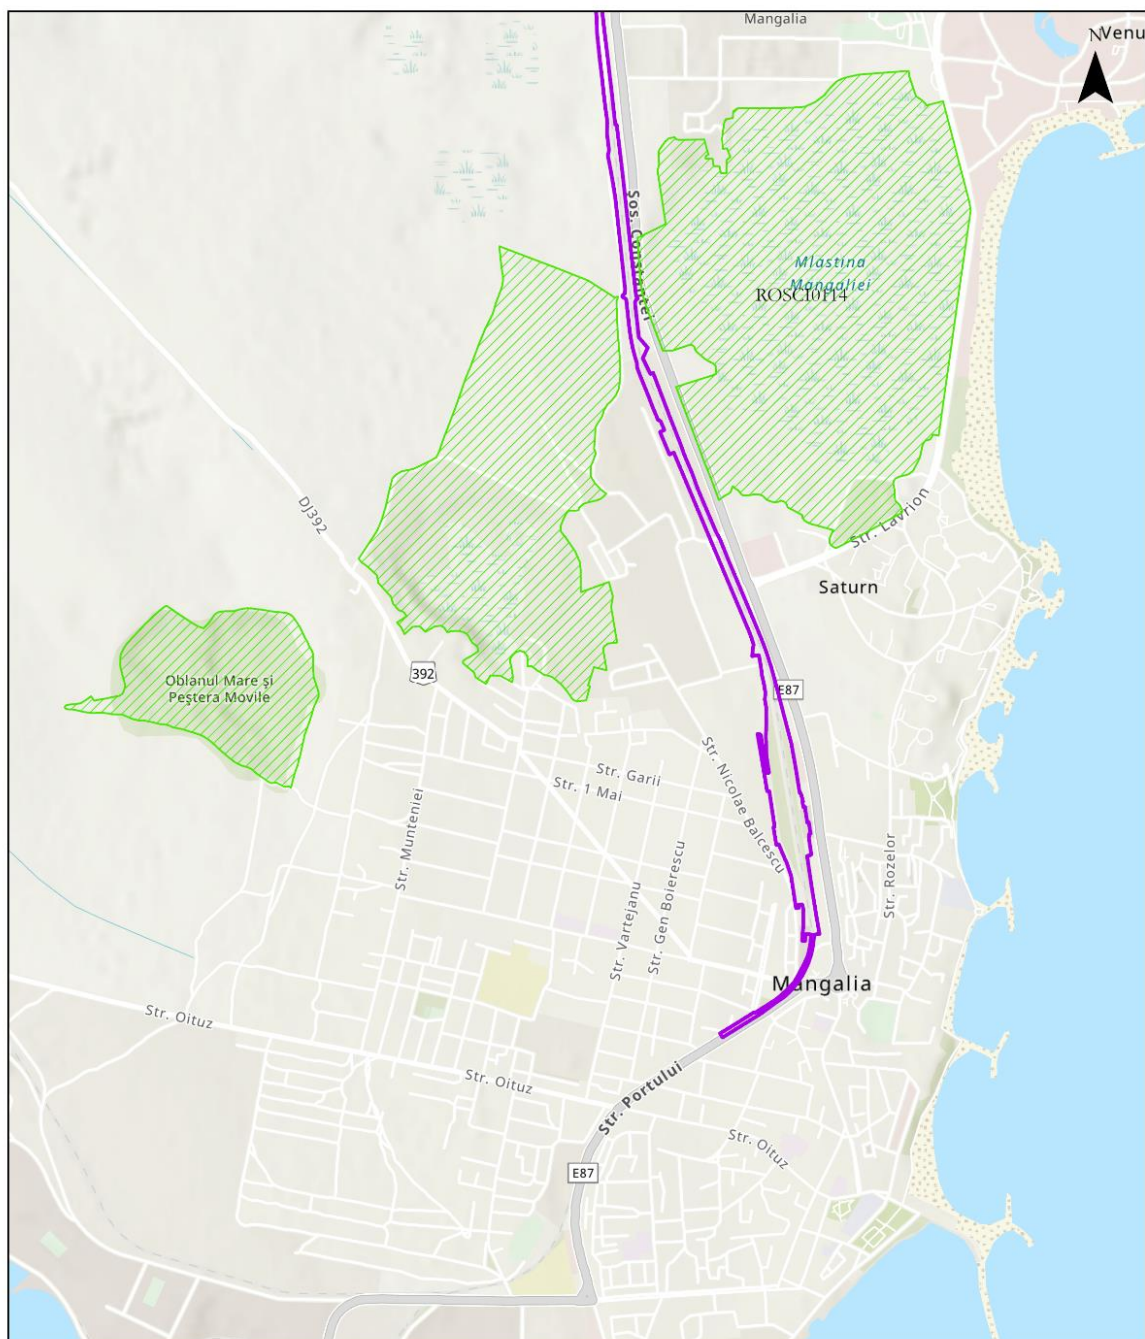 Mangalia
N
Venu
Şos. Constantei
Mlastina
Mangaliei
ROSCI0114
DJ392
Str. Lavrion
Saturn
Oblanul Mare şi
Peştera Movile
392
E87
Str. Garii
Str. 1 Mai
Str. Nicolae Balcescu
Str. Munteniei
Str. Rozelor
Str. Vartejanu
Str. Gen Boierescu
Mangalia
Str. Oituz
Str. Oituz
Str. Portului
Str. Oituz
E87